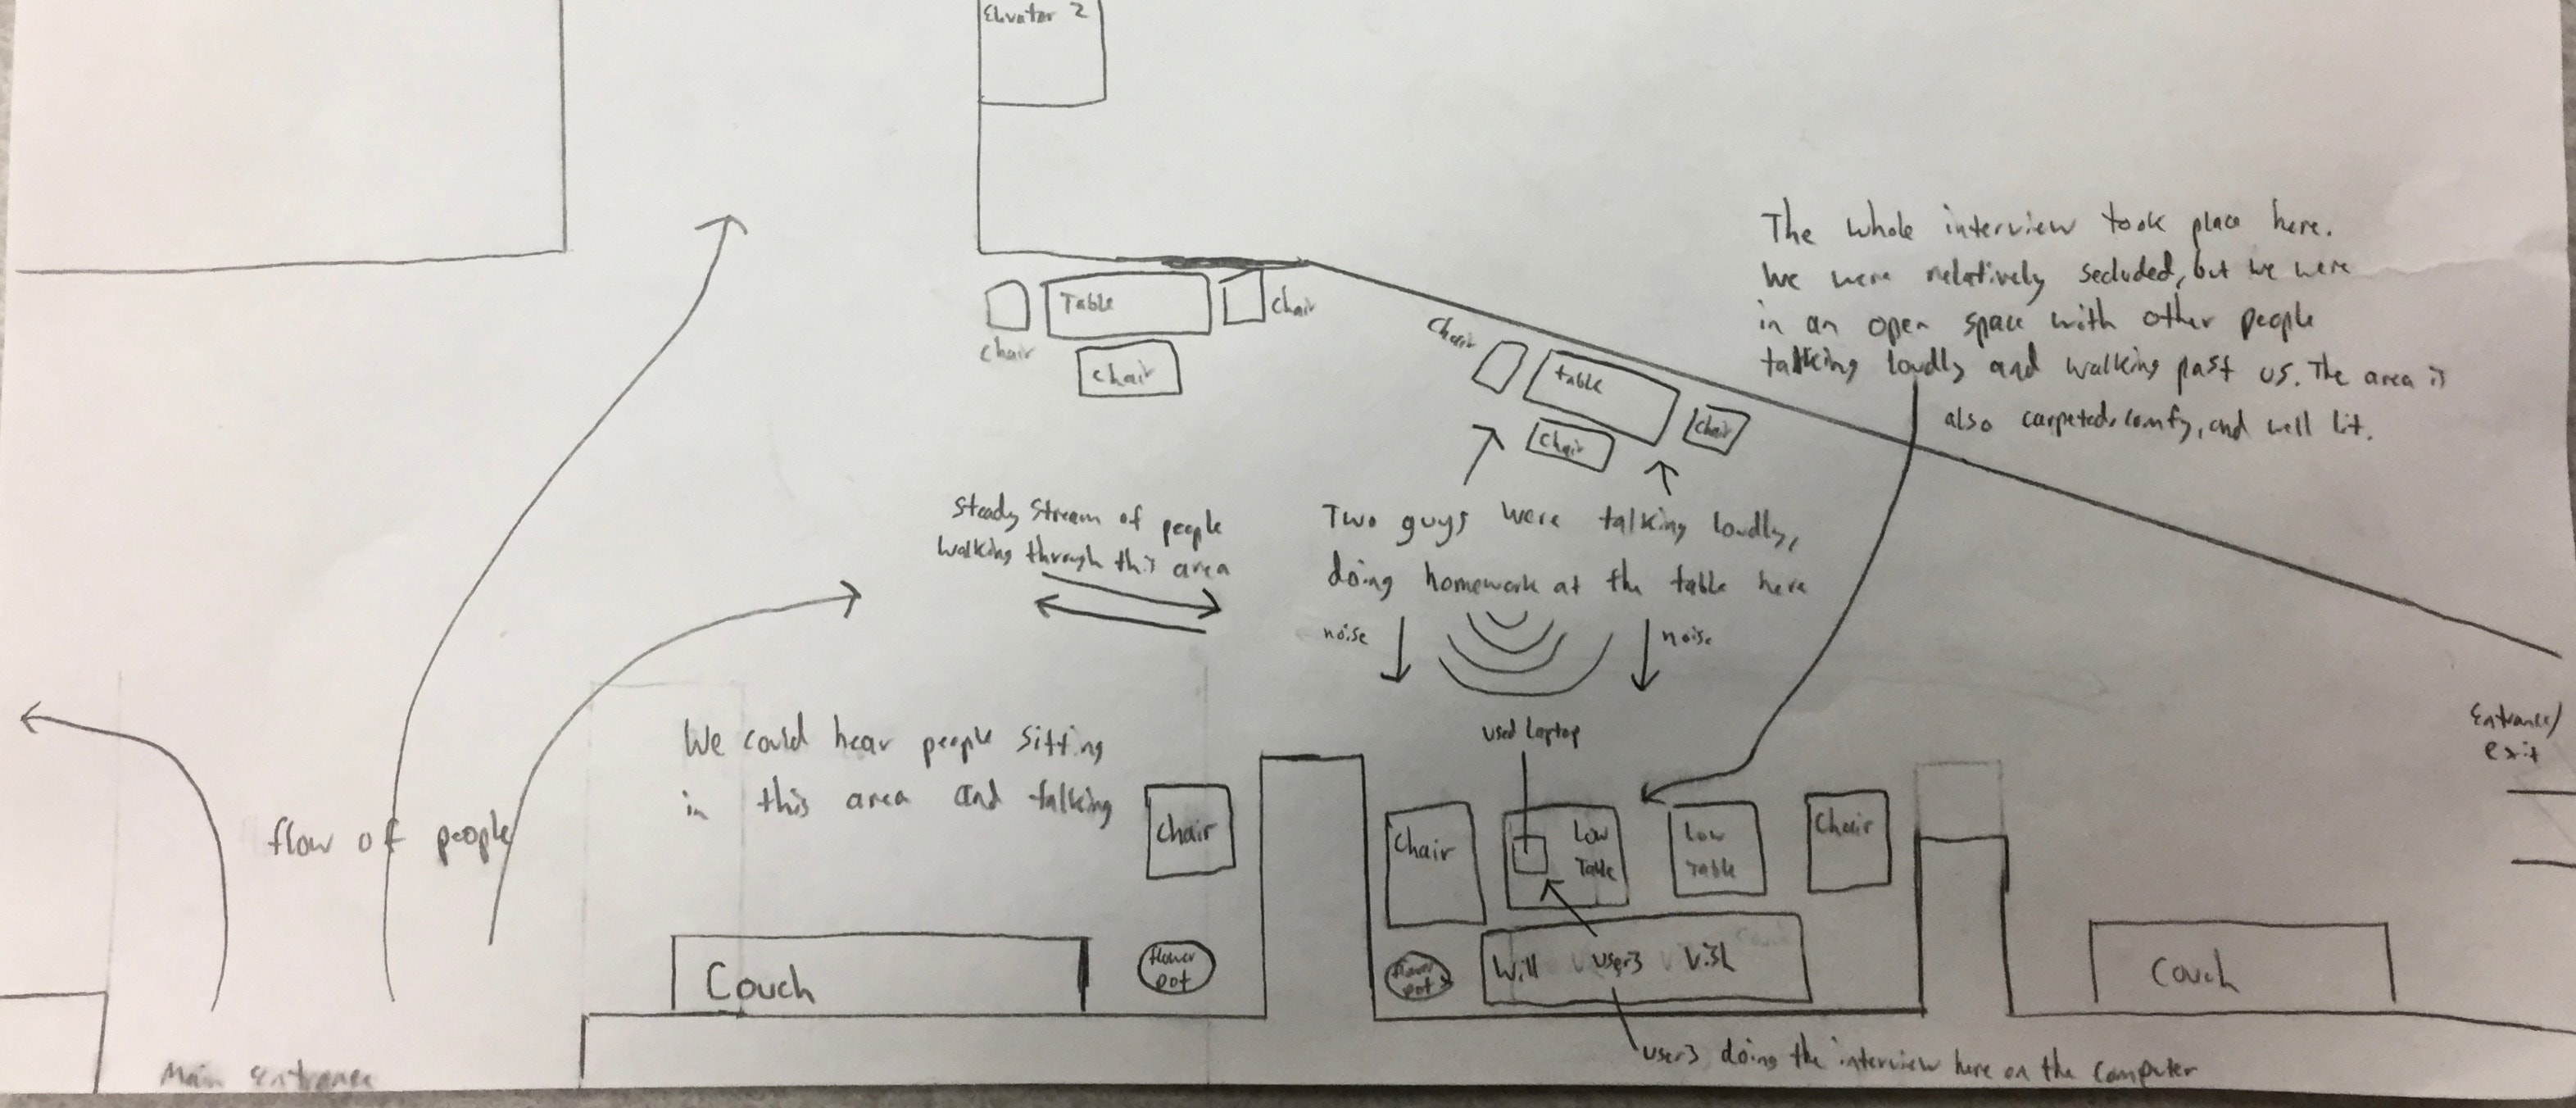 Elevator 2
The whole interview took place here.
We were relatively secluded, but we were
in an open space with other people
talking loudly and walking past us. The area is
also carpeted, comfy, and well lit.
Table
chair
chair
chair
chair
table
chair
chair
Steady Stream of people
walking through this area
Two guys were talking loudly,
doing homework at the table here
noise
noise
used laptop
Entrance/
exit
We could hear people sitting
in this area and talking
flow of people
chair
Chair
Low
Table
Low
Table
Chair
Couch
flower
pot
flower
pot
Will user3 Vish
Couch
user3 doing the interview here on the computer
Main Entrance